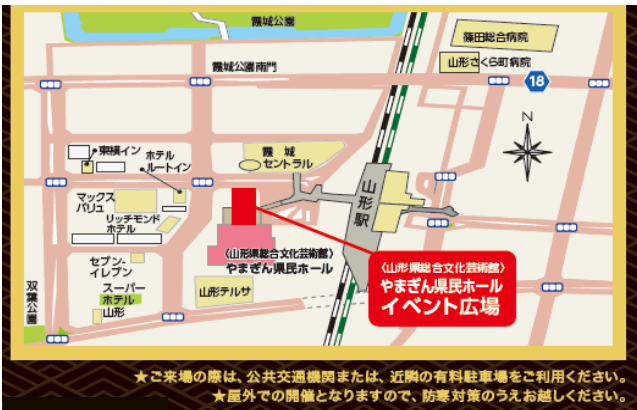 霞城公園
篠田総合病院
山形さくら町病院
霞城公園南門
18
N
東横イン
ホテル
ルートイン
霞城
セントラル
マックス
バリュ
リッチモンド
ホテル
山形駅
〈山形県総合文化芸術館〉
やまぎん県民ホール
〈山形県総合文化芸術館〉
やまぎん県民ホール
イベント広場
セブン-
イレブン
スーパー
ホテル
山形
山形テルサ
双葉公園
★ご来場の際は、公共交通機関または、近隣の有料駐車場をご利用ください。
★屋外での開催となりますので、防寒対策のうえお越しください。